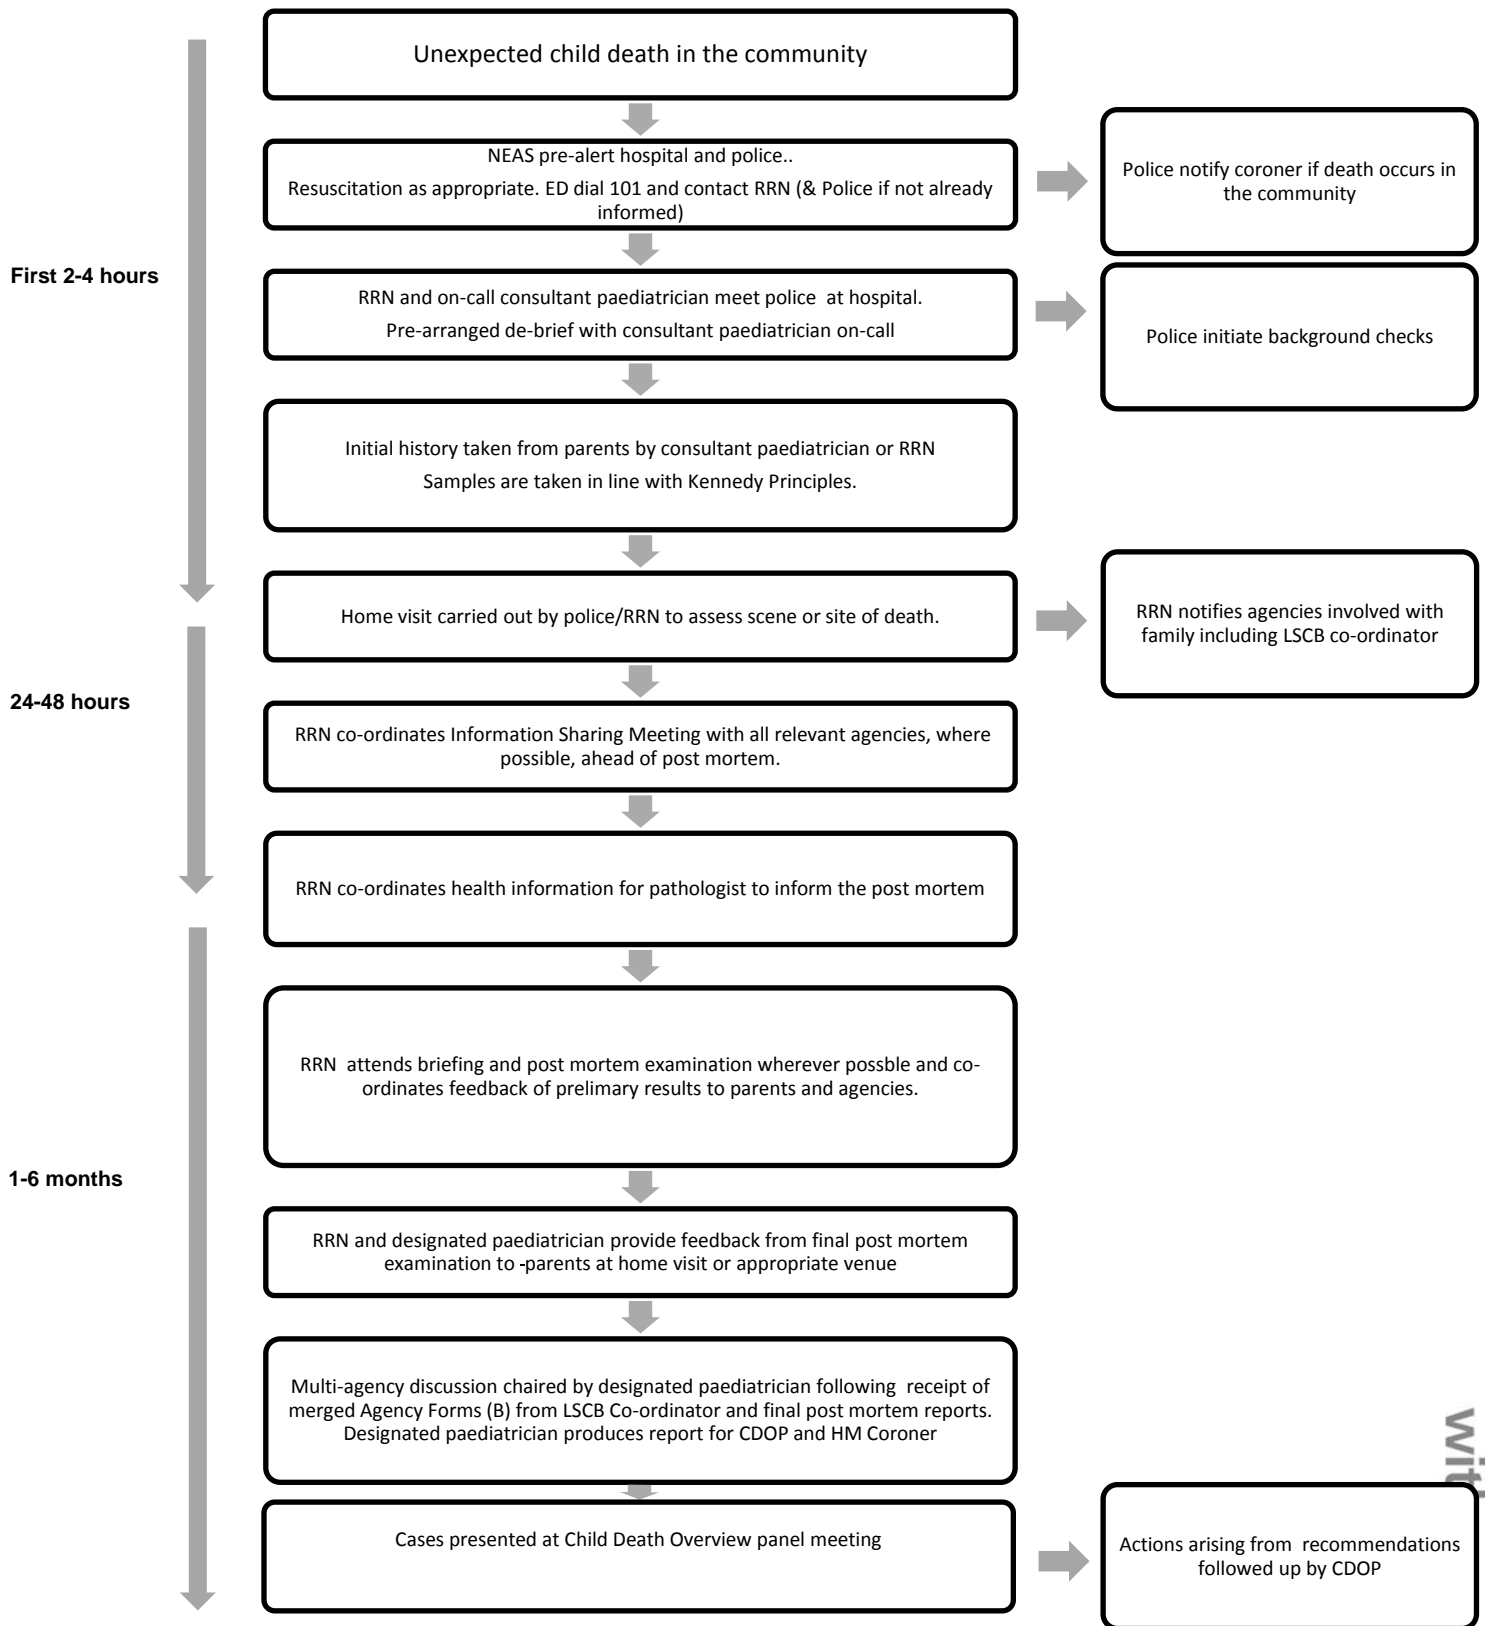 Unexpected child death in the community
NEAS pre-alert hospital and police..
Resuscitation as appropriate. ED dial 101 and contact RRN (& Police if not already
informed)
Police notify coroner if death occurs in
the community
First 2-4 hours
RRN and on-call consultant paediatrician meet police at hospital.
Pre-arranged de-brief with consultant paediatrician on-call
Police initiate background checks
Initial history taken from parents by consultant paediatrician or RRN
Samples are taken in line with Kennedy Principles.
Home visit carried out by police/RRN to assess scene or site of death.
RRN notifies agencies involved with
family including LSCB co-ordinator
24-48 hours
RRN co-ordinates Information Sharing Meeting with all relevant agencies, where
possible, ahead of post mortem.
RRN co-ordinates health information for pathologist to inform the post mortem
RRN attends briefing and post mortem examination wherever possble and co-
ordinates feedback of prelimary results to parents and agencies.
1-6 months
RRN and designated paediatrician provide feedback from final post mortem
examination to -parents at home visit or appropriate venue
Multi-agency discussion chaired by designated paediatrician following receipt of
merged Agency Forms (B) from LSCB Co-ordinator and final post mortem reports.
Designated paediatrician produces report for CDOP and HM Coroner
Cases presented at Child Death Overview panel meeting
Actions arising from recommendations
followed up by CDOP